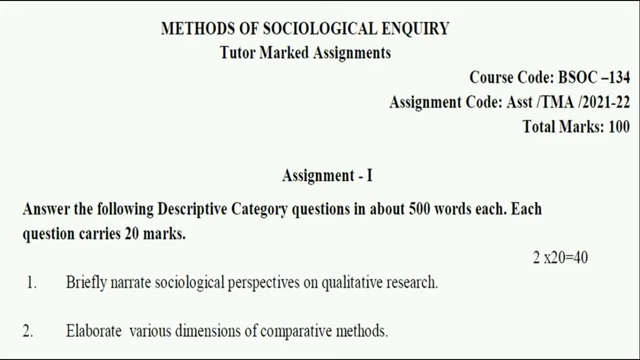 METHODS OF SOCIOLOGICAL ENQUIRY
Tutor Marked Assignments
Course Code: BSOC –134
Assignment Code: Asst /TMA /2021-22
Total Marks: 100
Assignment - I
Answer the following Descriptive Category questions in about 500 words each. Each
question carries 20 marks.
2 x20=40
1. Briefly narrate sociological perspectives on qualitative research.
2. Elaborate various dimensions of comparative methods.